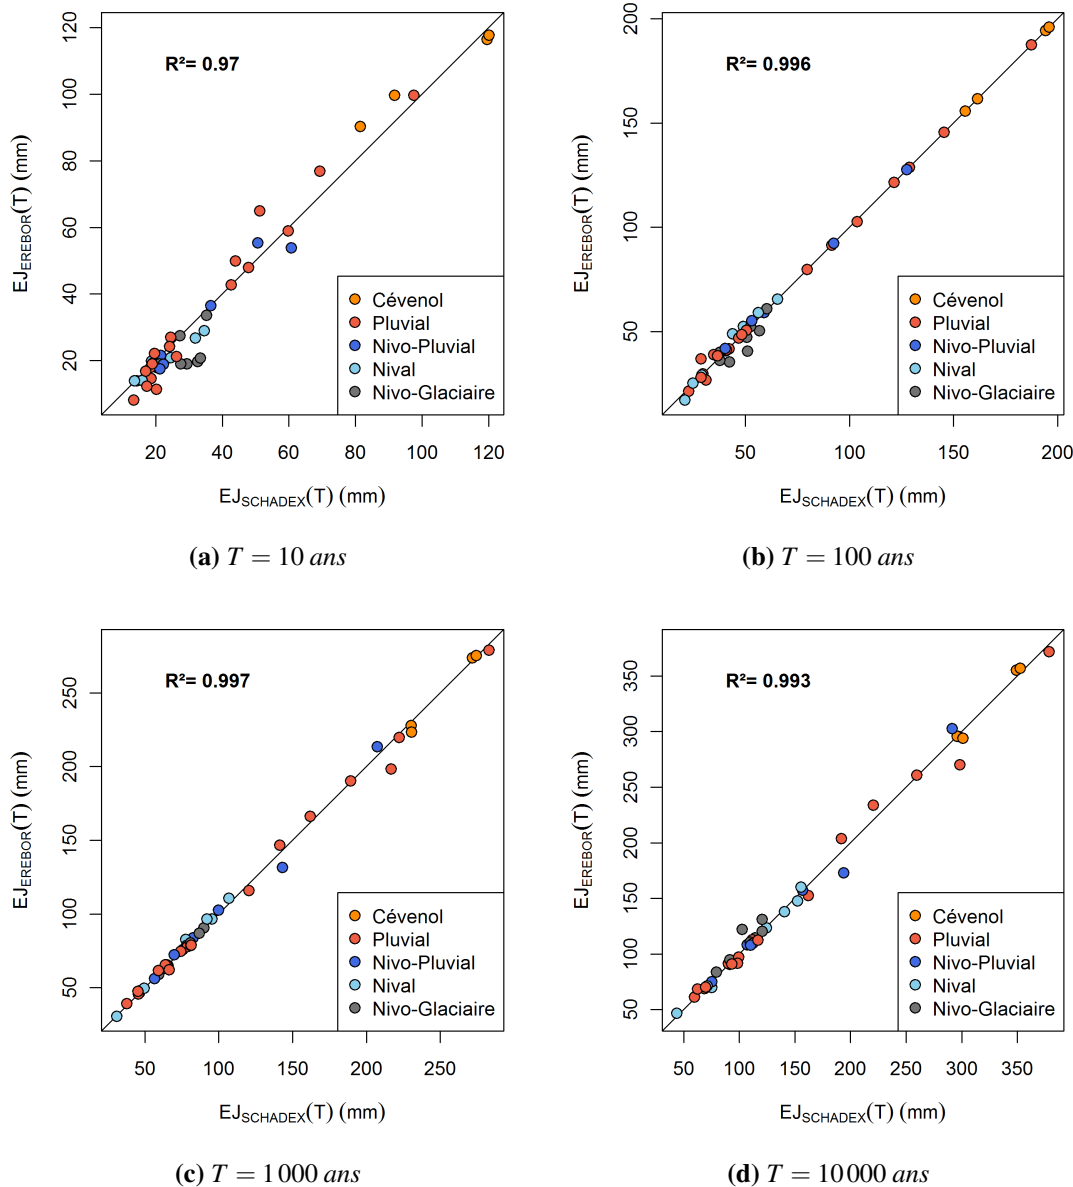 R²= 0.97
EJEREBOR(T) (mm)
20 40 60 80 100 120
Cévenol
Pluvial
Nivo-Pluvial
Nival
Nivo-Glaciaire
20 40 60 80 100 120
EJSCHADEX(T) (mm)
(a) T = 10 ans
R²= 0.996
EJEREBOR(T) (mm)
50 100 150 200
Cévenol
Pluvial
Nivo-Pluvial
Nival
Nivo-Glaciaire
50 100 150 200
EJSCHADEX(T) (mm)
(b) T = 100 ans
R²= 0.997
EJEREBOR(T) (mm)
50 100 150 200 250
Cévenol
Pluvial
Nivo-Pluvial
Nival
Nivo-Glaciaire
50 100 150 200 250
EJSCHADEX(T) (mm)
(c) T = 1000 ans
R²= 0.993
EJEREBOR(T) (mm)
50 100 150 200 250 300 350
Cévenol
Pluvial
Nivo-Pluvial
Nival
Nivo-Glaciaire
50 100 150 200 250 300 350
EJSCHADEX(T) (mm)
(d) T = 10000 ans